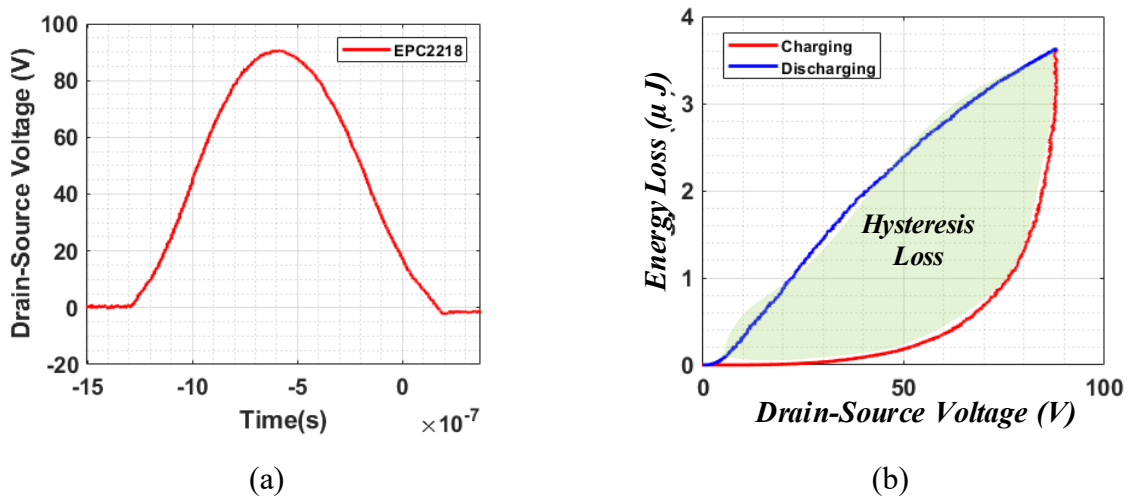 100
80
60
40
20
0
-20
Drain-Source Voltage (V)
EPC2218
-15
-10
-5
0
Time(s)
×10⁻⁷
(a)
4
3
2
1
0
Energy Loss (μ J)
Charging
Discharging
Hysteresis
Loss
0
50
100
Drain-Source Voltage (V)
(b)